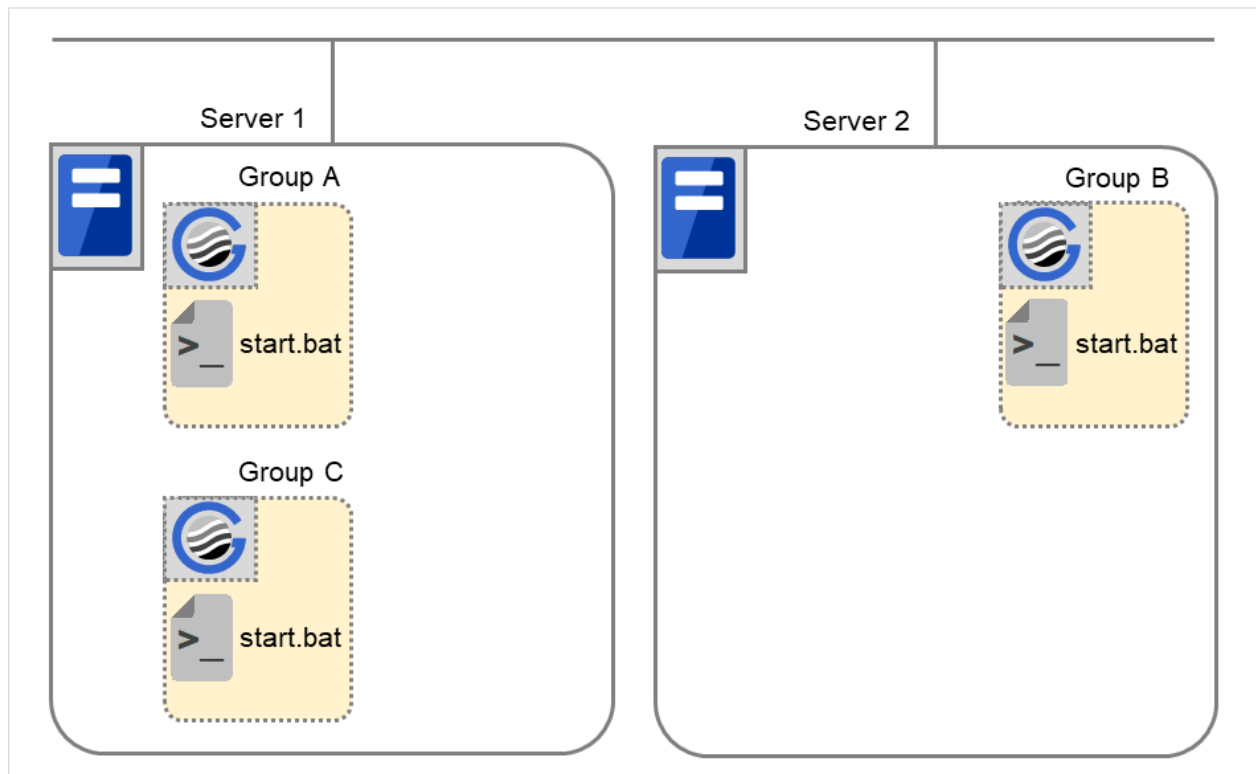 Server 1
Group A
start.bat
Group C
start.bat
Server 2
Group B
start.bat